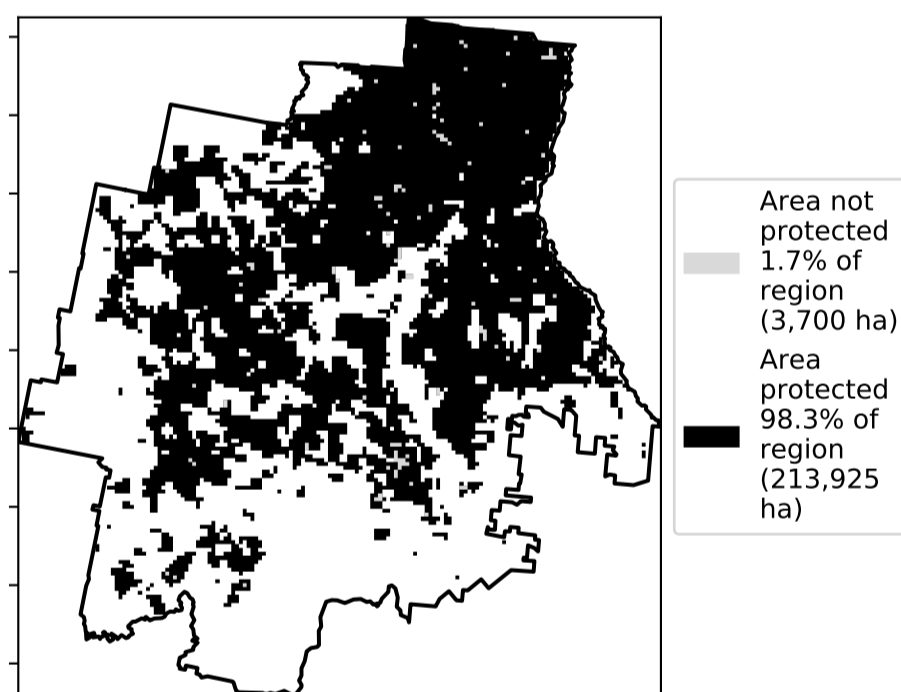 Area not
protected
1.7% of
region
(3,700 ha)
Area
protected
98.3% of
region
(213,925
ha)